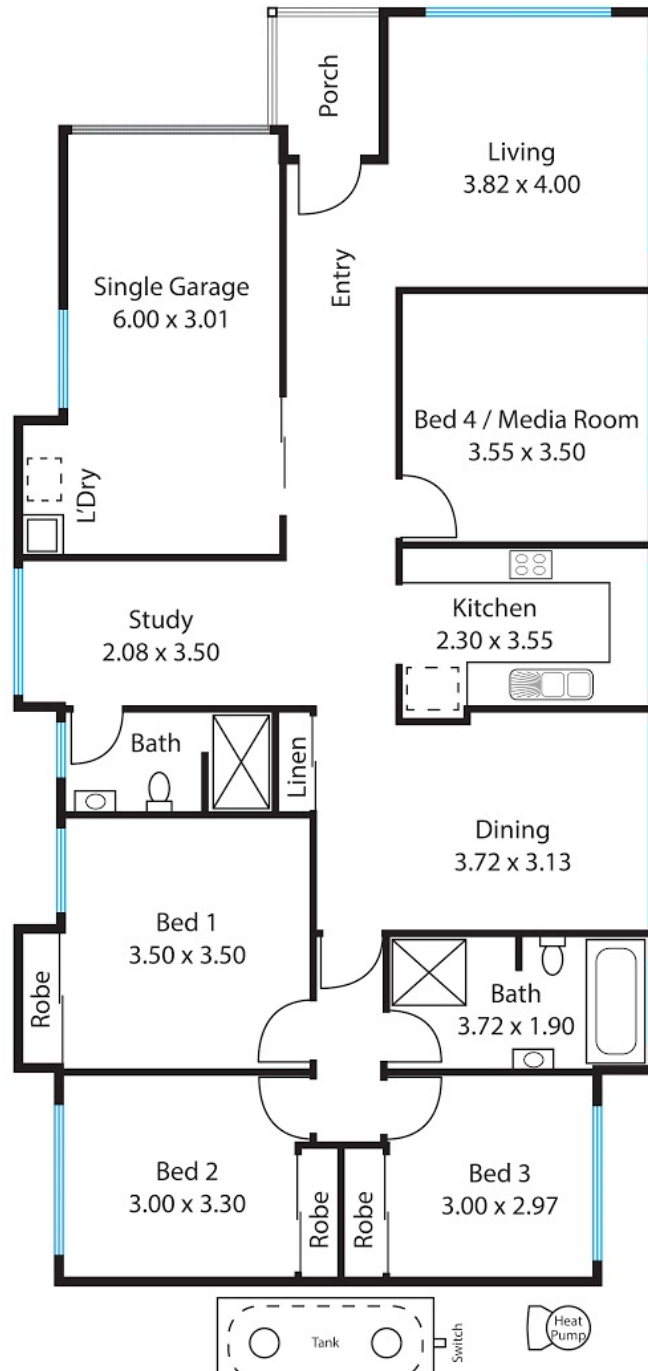 Porch
Living
3.82 x 4.00
Single Garage
6.00 x 3.01
Entry
Bed 4 / Media Room
3.55 x 3.50
L'Dry
Kitchen
2.30 x 3.55
Study
2.08 x 3.50
Bath
Linen
Dining
3.72 x 3.13
Bed 1
3.50 x 3.50
Robe
Bath
3.72 x 1.90
Bed 2
3.00 x 3.30
Robe
Robe
Bed 3
3.00 x 2.97
Tank
Switch
Heat
Pump